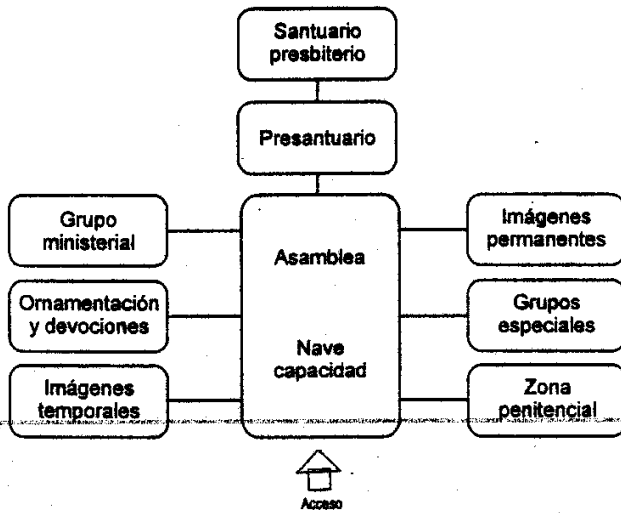 Santuario
presbiterio
Presantuario
Grupo
ministerial
Asamblea
Imágenes
permanentes
Ornamentación
y devociones
Grupos
especiales
Nave
capacidad
Imágenes
temporales
Zona
penitencial
Acceso